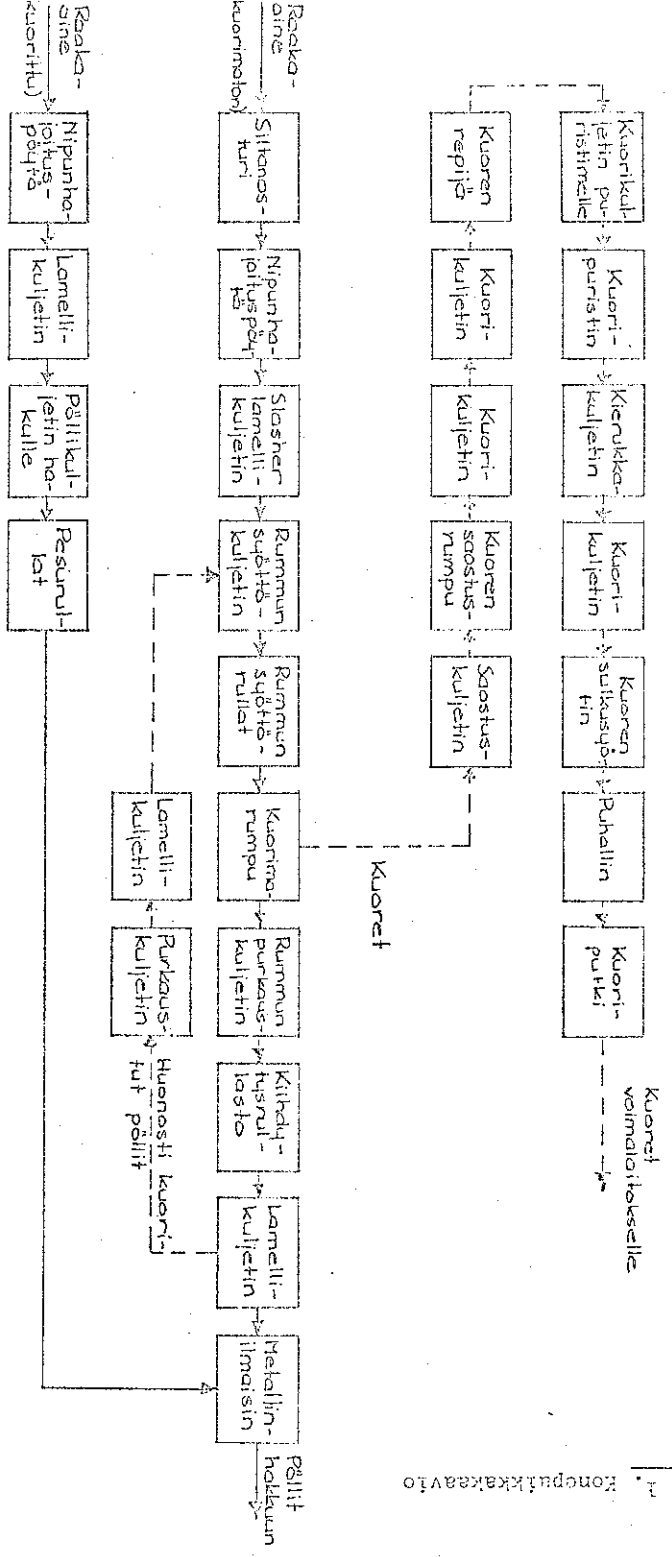 1. Konepaikkakaavio
Kuorikul-
jetin pu-
ristimelle
Kuori-
puristin
Kierukka-
kuljetin
Kuori-
kuljetin
Kuoren
sulkusyöt-
tin
Puhallin
Kuori-
putki
Kuoret
voimalaitokselle
Kuoren
repijä
Kuori-
kuljetin
Kuori-
kuljetin
Kuoren
saostus-
rumpu
Saostus-
kuljetin
Kuoret
Raaka-
aine
kuorimaton)
Siltanos-
turi
Nipunha-
joituspöy-
tä
Slasher
lamelli-
kuljetin
Rummun
syöttö-
kuljetin
Rummun
syöttö-
rullat
Kuorima-
rumpu
Rummun
purkaus-
kuljetin
Kiihdy-
tysrul-
lasto
Lamelli-
kuljetin
Metallin-
ilmaisin
Pöllit
hakkuun
Lamelli-
kuljetin
Purkaus-
kuljetin
Huonosti kuori-
tut pöllit
Raaka-
aine
kuorittu)
Nipunha-
joitus-
pöytä
Lamelli-
kuljetin
Pöllikul-
jetin ha-
kulle
Pesurul-
lat